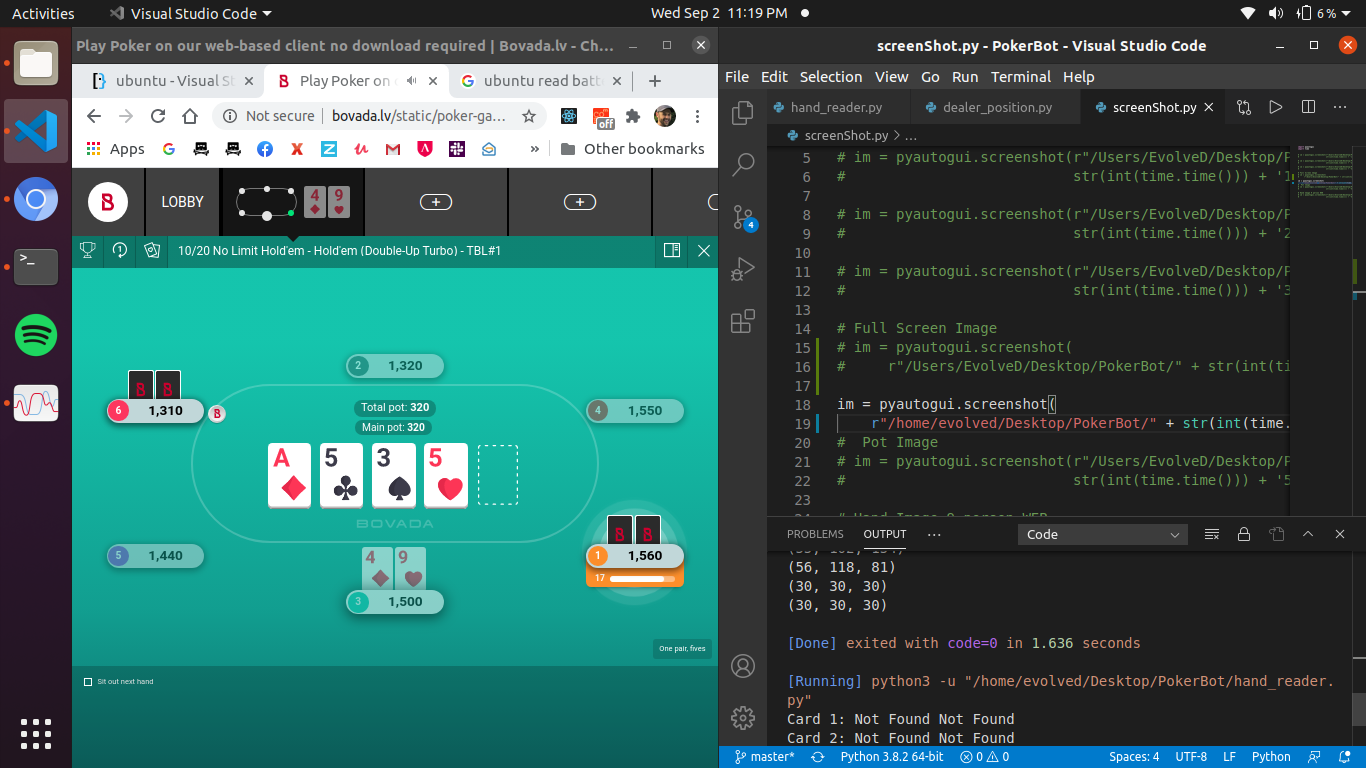 Activities
Visual Studio Code
Wed Sep 2 11:19 PM
6 %
Play Poker on our web-based client no download required | Bovada.lv - Ch...
ubuntu - Visual St
Play Poker on
ubuntu read batt
Not secure
bovada.lv/static/poker-ga...
off
Apps
Other bookmarks
LOBBY
4
9
10/20 No Limit Hold'em - Hold'em (Double-Up Turbo) - TBL#1
2
1,320
6
1,310
Total pot: 320
Main pot: 320
4
1,550
A
5
3
5
BOVADA
5
1,440
4
9
1
1,560
17
3
1,500
One pair, fives
Sit out next hand
screenShot.py - PokerBot - Visual Studio Code
File Edit Selection View Go Run Terminal Help
hand_reader.py
dealer_position.py
screenShot.py
screenShot.py > ...
4
5 # im = pyautogui.screenshot(r"/Users/EvolveD/Desktop/P
6 # str(int(time.time())) + '1
7
8 # im = pyautogui.screenshot(r"/Users/EvolveD/Desktop/P
9 # str(int(time.time())) + '2
10
11 # im = pyautogui.screenshot(r"/Users/EvolveD/Desktop/P
12 # str(int(time.time())) + '3
13
14 # Full Screen Image
15 # im = pyautogui.screenshot(
16 # r"/Users/EvolveD/Desktop/PokerBot/" + str(int(ti
17
18 im = pyautogui.screenshot(
19 r"/home/evolved/Desktop/PokerBot/" + str(int(time.
20 # Pot Image
21 # im = pyautogui.screenshot(r"/Users/EvolveD/Desktop/P
22 # str(int(time.time())) + '5
23
PROBLEMS
OUTPUT
...
Code
(56, 118, 81)
(30, 30, 30)
(30, 30, 30)
[Done] exited with code=0 in 1.636 seconds
[Running] python3 -u "/home/evolved/Desktop/PokerBot/hand_reader.
py"
Card 1: Not Found Not Found
Card 2: Not Found Not Found
master*
Python 3.8.2 64-bit
0
0
Spaces: 4
UTF-8
LF
Python